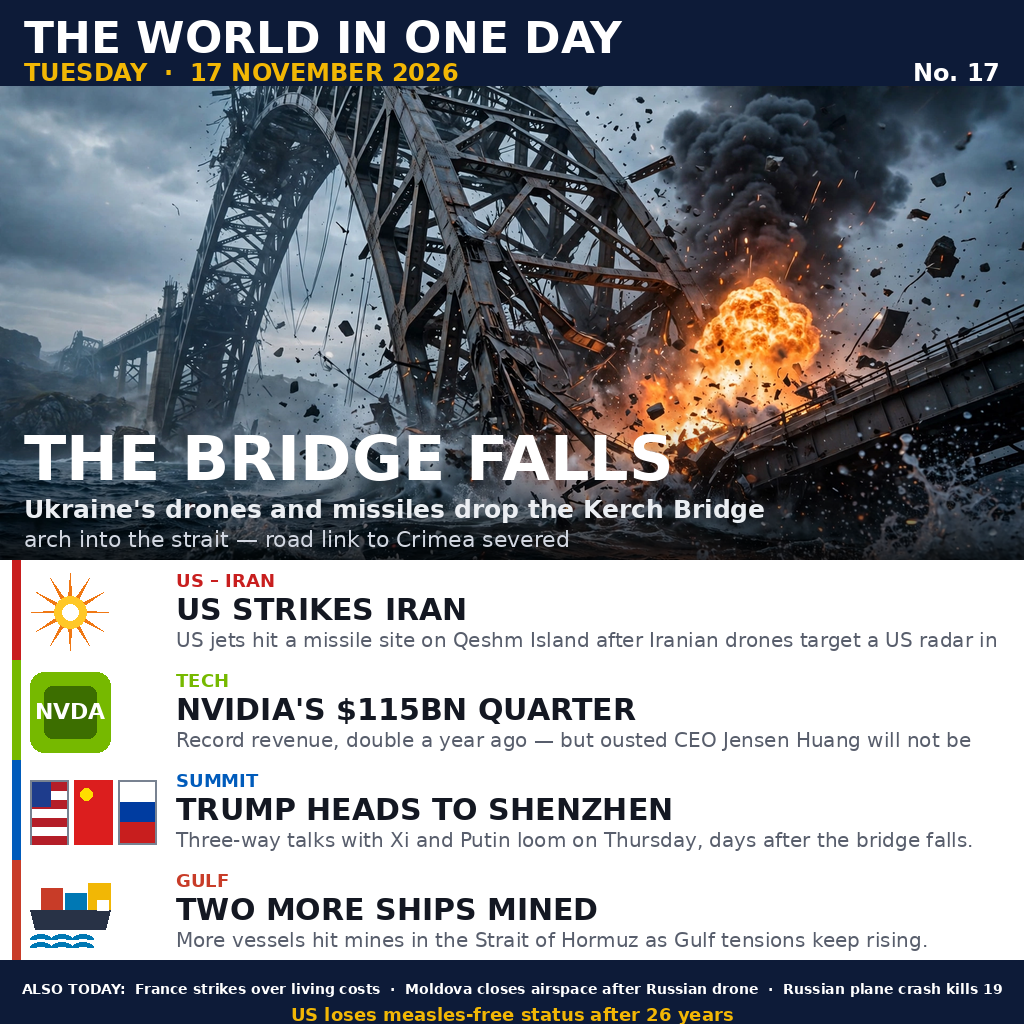 THE WORLD IN ONE DAY
TUESDAY · 17 NOVEMBER 2026
No. 17
THE BRIDGE FALLS
Ukraine's drones and missiles drop the Kerch Bridge
arch into the strait — road link to Crimea severed
US – IRAN
US STRIKES IRAN
US jets hit a missile site on Qeshm Island after Iranian drones target a US radar in
NVDA
TECH
NVIDIA'S $115BN QUARTER
Record revenue, double a year ago — but ousted CEO Jensen Huang will not be
SUMMIT
TRUMP HEADS TO SHENZHEN
Three-way talks with Xi and Putin loom on Thursday, days after the bridge falls.
GULF
TWO MORE SHIPS MINED
More vessels hit mines in the Strait of Hormuz as Gulf tensions keep rising.
ALSO TODAY: France strikes over living costs · Moldova closes airspace after Russian drone · Russian plane crash kills 19
US loses measles-free status after 26 years